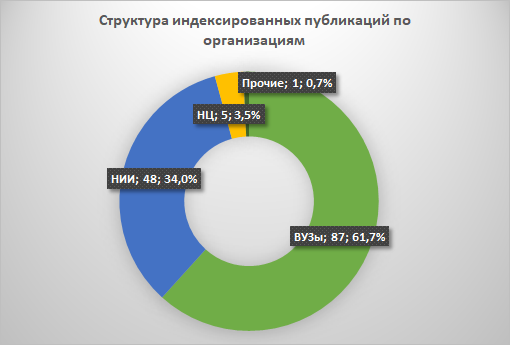 Структура индексированных публикаций по
организациям
Прочие; 1; 0,7%
НЦ; 5; 3,5%
НИИ; 48; 34,0%
ВУЗы; 87; 61,7%